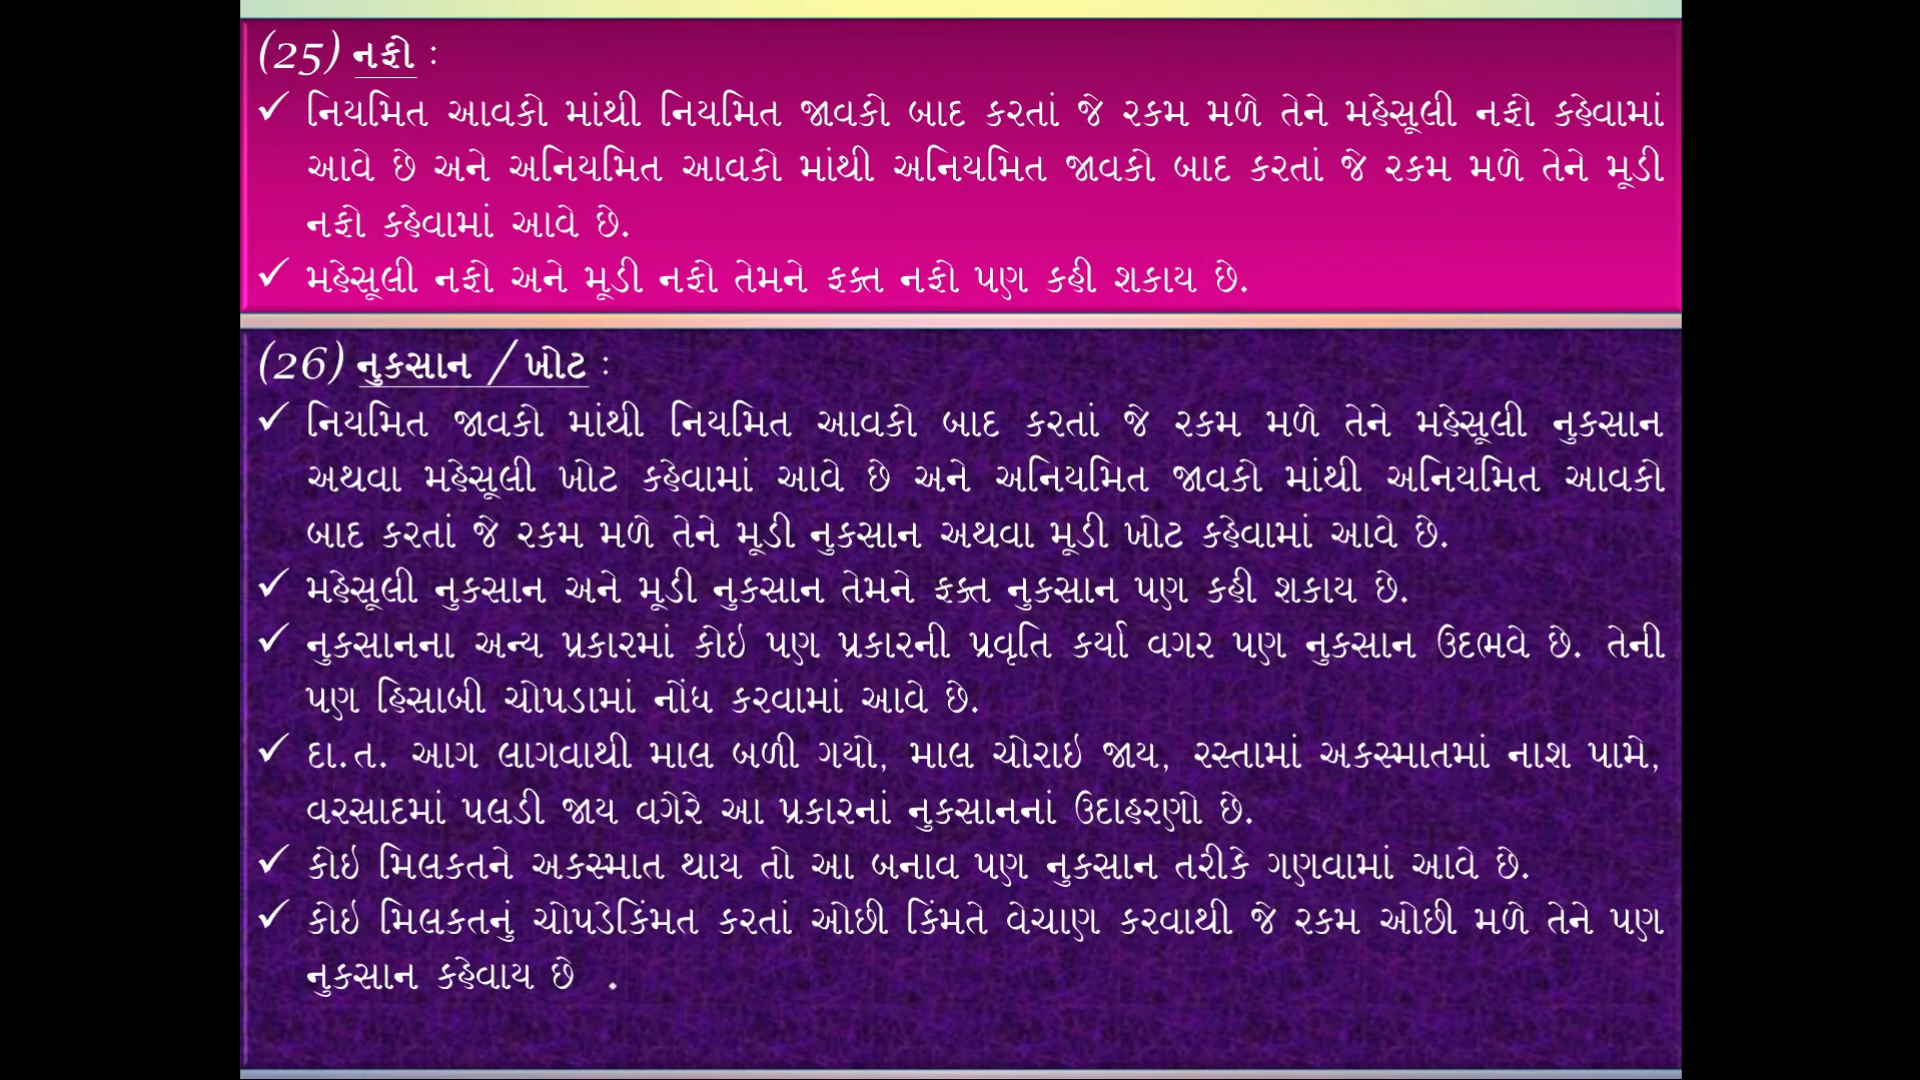 (25) નફો :
✓ નિયમિત આવકો માંથી નિયમિત જાવકો બાદ કરતાં જે રકમ મળે તેને મહેસૂલી નફો કહેવામાં
આવે છે અને અનિયમિત આવકો માંથી અનિયમિત જાવકો બાદ કરતાં જે રકમ મળે તેને મૂડી
નફો કહેવામાં આવે છે.
✓ મહેસૂલી નફો અને મૂડી નફો તેમને ફક્ત નફો પણ કહી શકાય છે.
(26) નુકસાન / ખોટ :
✓ નિયમિત જાવકો માંથી નિયમિત આવકો બાદ કરતાં જે રકમ મળે તેને મહેસૂલી નુકસાન
અથવા મહેસૂલી ખોટ કહેવામાં આવે છે અને અનિયમિત જાવકો માંથી અનિયમિત આવકો
બાદ કરતાં જે રકમ મળે તેને મૂડી નુકસાન અથવા મૂડી ખોટ કહેવામાં આવે છે.
✓ મહેસૂલી નુકસાન અને મૂડી નુકસાન તેમને ફક્ત નુકસાન પણ કહી શકાય છે.
✓ નુકસાનના અન્ય પ્રકારમાં કોઇ પણ પ્રકારની પ્રવૃતિ કર્યા વગર પણ નુકસાન ઉદભવે છે. તેની
પણ હિસાબી ચોપડામાં નોંધ કરવામાં આવે છે.
✓ દા.ત. આગ લાગવાથી માલ બળી ગયો, માલ ચોરાઇ જાય, રસ્તામાં અકસ્માતમાં નાશ પામે,
વરસાદમાં પલડી જાય વગેરે આ પ્રકારનાં નુકસાનનાં ઉદાહરણો છે.
✓ કોઇ મિલકતને અકસ્માત થાય તો આ બનાવ પણ નુકસાન તરીકે ગણવામાં આવે છે.
✓ કોઇ મિલકતનું ચોપડેકિંમત કરતાં ઓછી કિંમતે વેચાણ કરવાથી જે રકમ ઓછી મળે તેને પણ
નુકસાન કહેવાય છે .